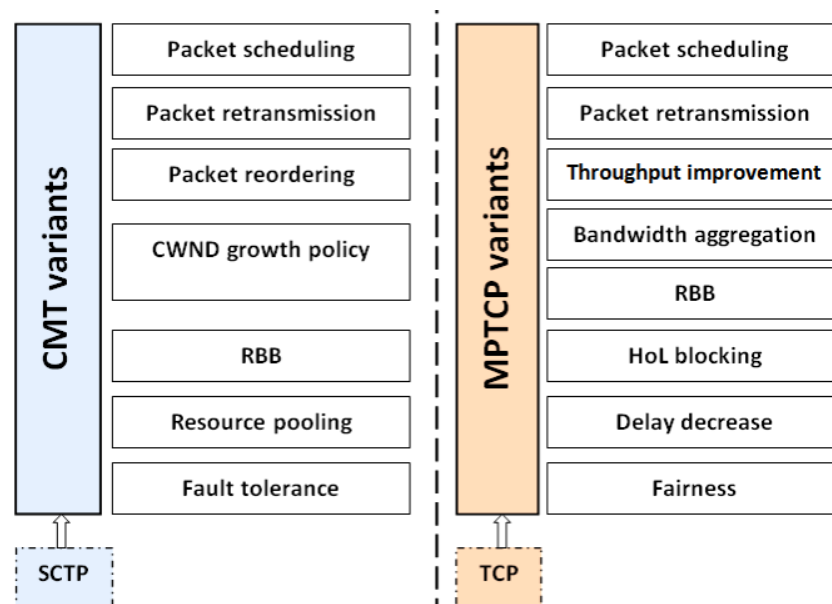 CMT variants
Packet scheduling
Packet retransmission
Packet reordering
CWND growth policy
RBB
Resource pooling
Fault tolerance
SCTP
MPTCP variants
Packet scheduling
Packet retransmission
Throughput improvement
Bandwidth aggregation
RBB
HoL blocking
Delay decrease
Fairness
TCP